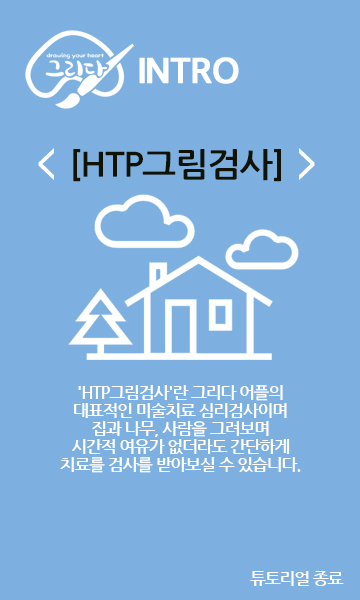 drawing your heart
그린다
INTRO
< [HTP그림검사] >
'HTP그림검사'란 그리다 어플의
대표적인 미술치료 심리검사이며
집과 나무, 사람을 그려보며
시간적 여유가 없더라도 간단하게
치료를 검사를 받아보실 수 있습니다.
튜토리얼 종료